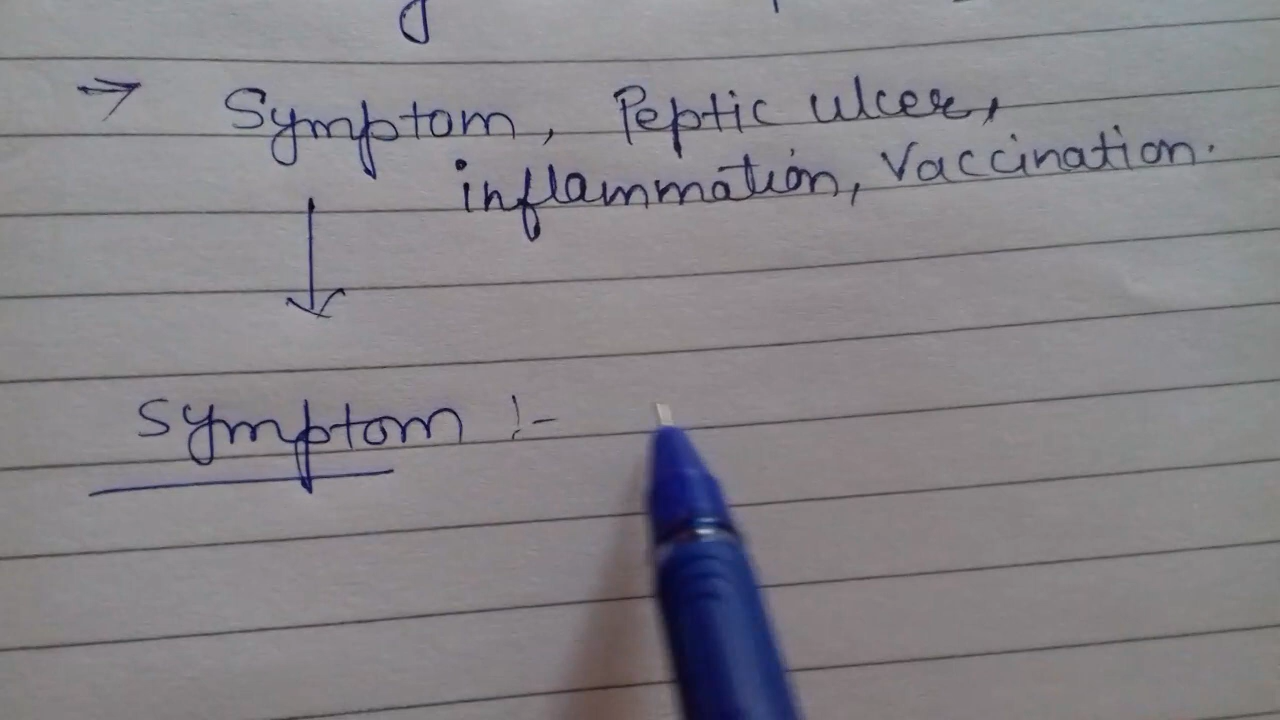 → Symptom, Peptic ulcer,
inflammation, Vaccination.
Symptom :-